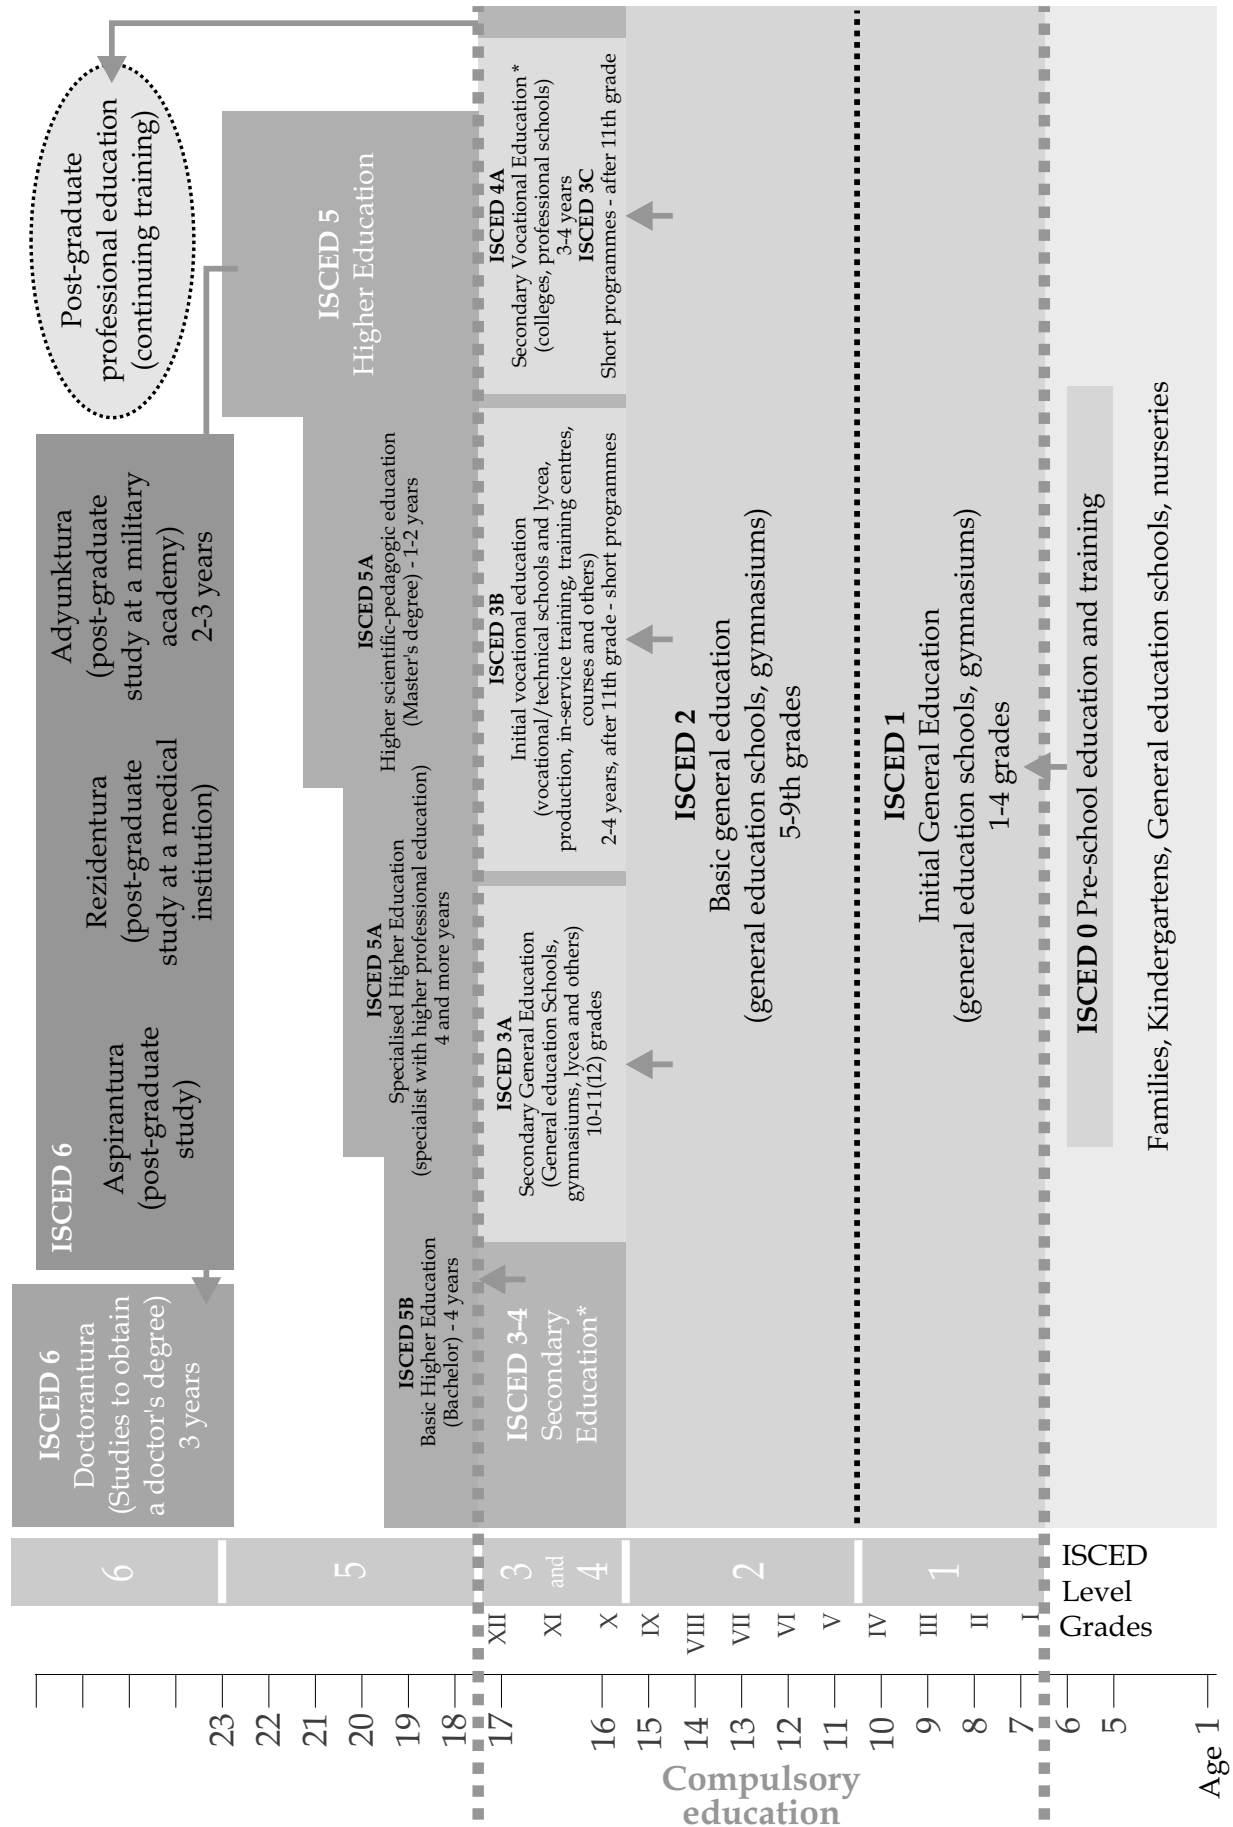 ISCED 6
Doctorantura
(Studies to obtain
a doctor's degree)
3 years
ISCED 6
Aspirantura
(post-graduate
study)
Rezidentura
(post-graduate
study at a medical
institution)
Adyunktura
(post-graduate
study at a military
academy)
2-3 years
Post-graduate
professional education
(continuing training)
ISCED 5
Higher Education
ISCED 5B
Basic Higher Education
(Bachelor) - 4 years
ISCED 5A
Specialised Higher Education
(specialist with higher professional education)
4 and more years
ISCED 5A
Higher scientific-pedagogic education
(Master's degree) - 1-2 years
ISCED 3-4
Secondary
Education*
ISCED 3A
Secondary General Education
(General education Schools,
gymnasiums, lycea and others)
10-11(12) grades
ISCED 3B
Initial vocational education
(vocational/technical schools and lycea,
production, in-service training, training centres,
courses and others)
2-4 years, after 11th grade - short programmes
ISCED 4A
Secondary Vocational Education*
(colleges, professional schools)
3-4 years
ISCED 3C
Short programmes - after 11th grade
ISCED 2
Basic general education
(general education schools, gymnasiums)
5-9th grades
ISCED 1
Initial General Education
(general education schools, gymnasiums)
1-4 grades
ISCED 0 Pre-school education and training
Families, Kindergartens, General education schools, nurseries
6
5
3
and
4
2
1
ISCED
Level
Grades
XII
XI
X
IX
VIII
VII
VI
V
IV
III
II
I
23
22
21
20
19
18
17
16
15
14
13
12
11
10
9
8
7
6
5
1
Age
Compulsory
education